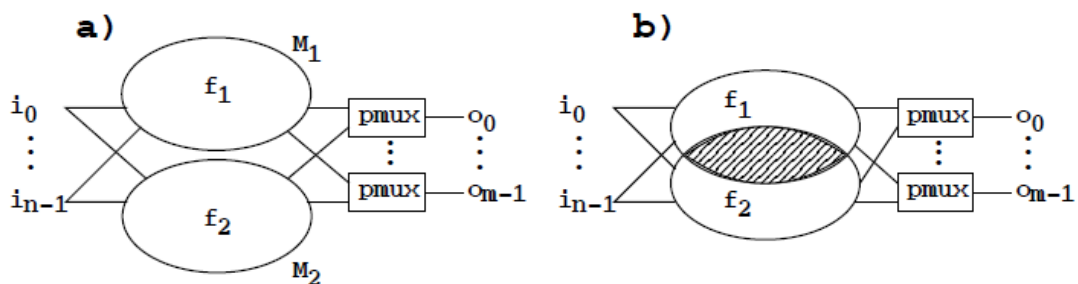 a)
M1
f1
i0
⋮
in-1
f2
M2
pmux
⋮
pmux
o0
⋮
om-1
b)
f1
i0
⋮
in-1
f2
pmux
⋮
pmux
o0
⋮
om-1